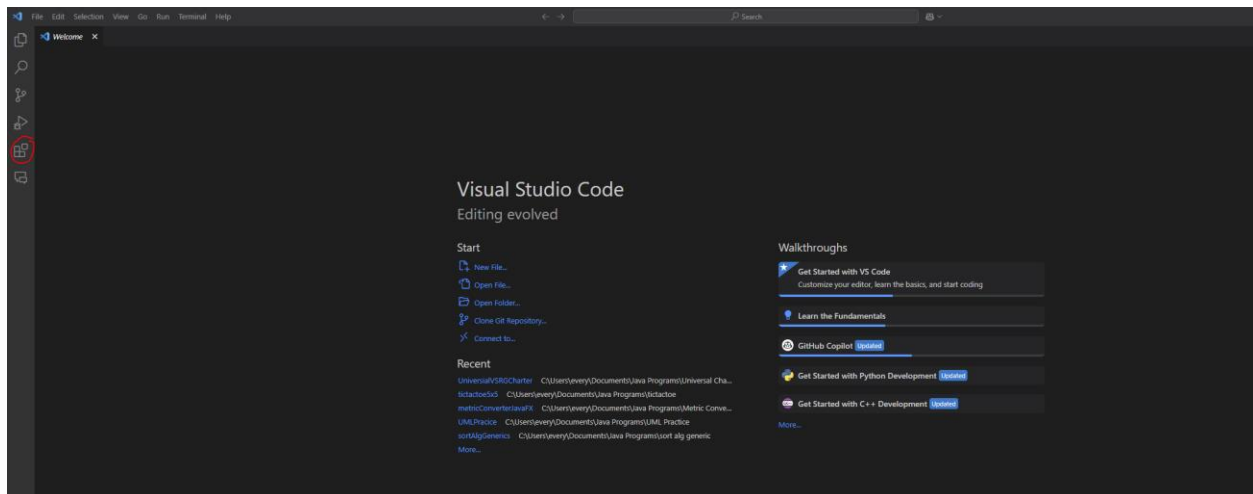 File Edit Selection View Go Run Terminal Help
Search
Welcome
Visual Studio Code
Editing evolved
Start
New File...
Open File...
Open Folder...
Clone Git Repository...
Connect to...
Recent
UniversialVSRGCharter C:\Users\every\Documents\Java Programs\Universal Cha...
tictactoe5x5 C:\Users\every\Documents\Java Programs\tictactoe
metricConverterJavaFX C:\Users\every\Documents\Java Programs\Metric Conve...
UMLPracice C:\Users\every\Documents\Java Programs\UML Practice
sortAlgGenerics C:\Users\every\Documents\Java Programs\sort alg generic
More...
Walkthroughs
Get Started with VS Code
Customize your editor, learn the basics, and start coding
Learn the Fundamentals
GitHub Copilot Updated
Get Started with Python Development Updated
Get Started with C++ Development Updated
More...